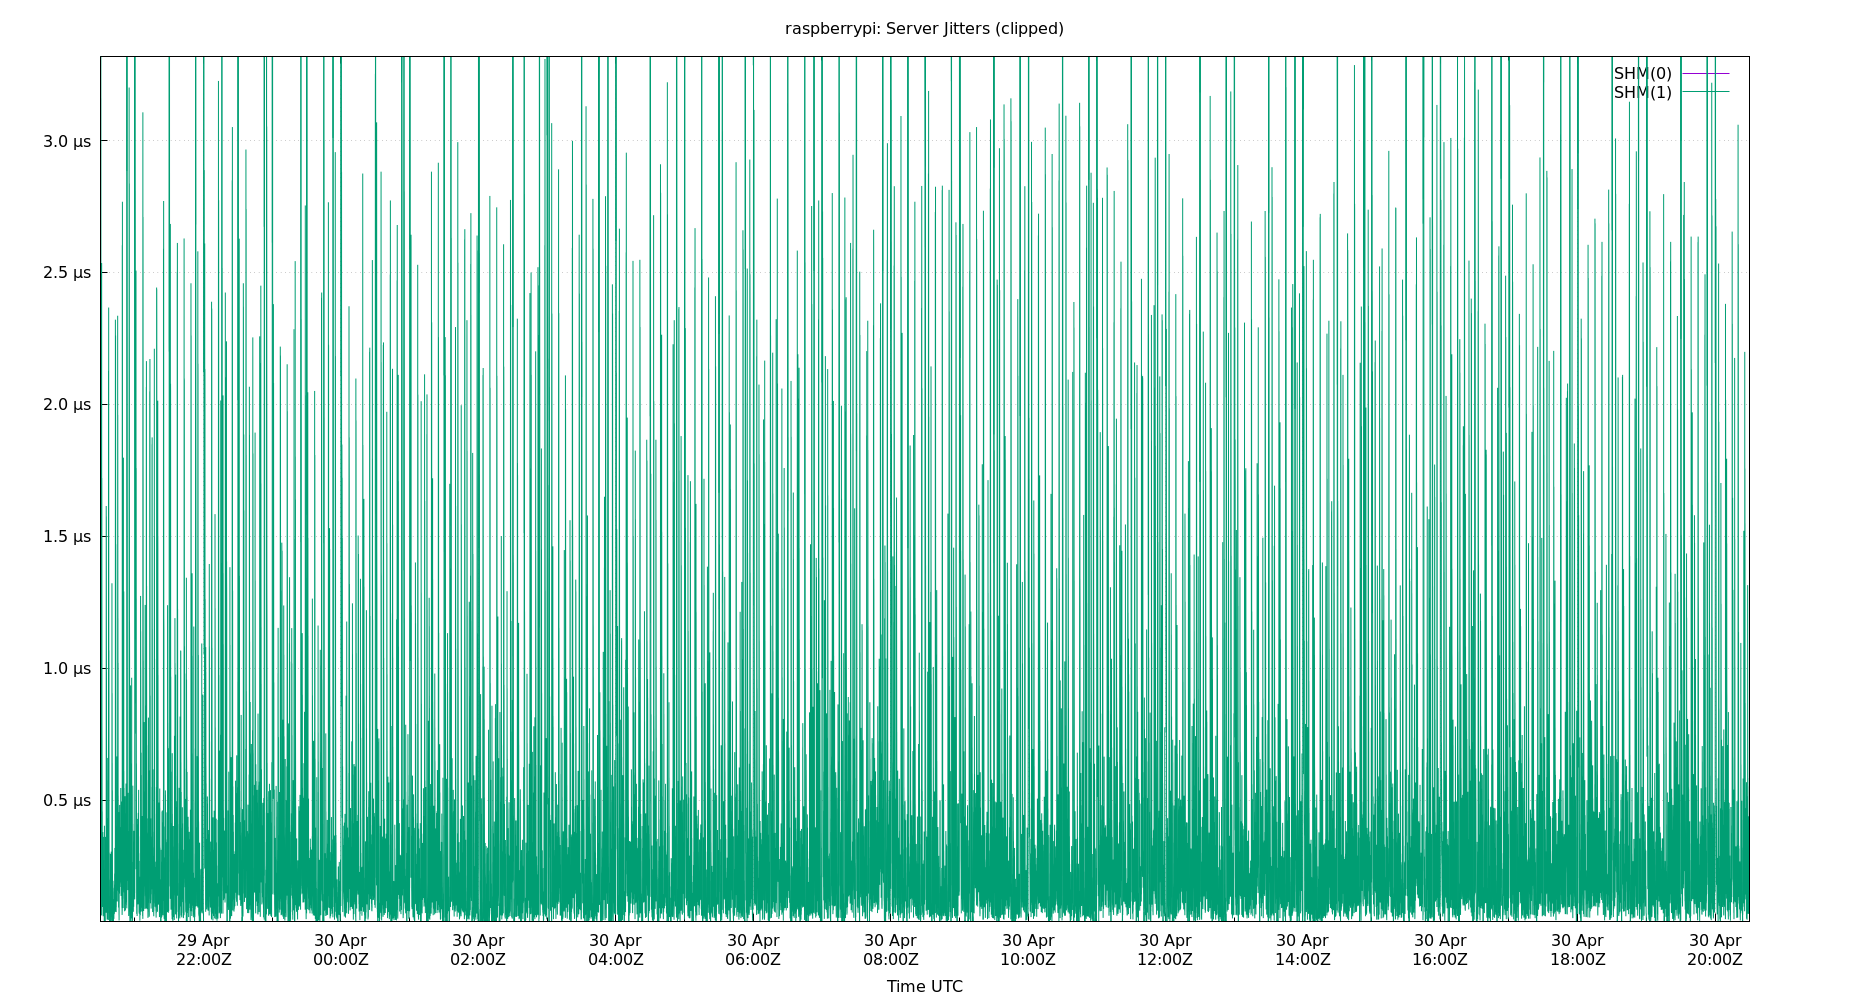 raspberrypi: Server Jitters (clipped)
SHM(0)
SHM(1)
3.0 µs
2.5 µs
2.0 µs
1.5 µs
1.0 µs
0.5 µs
29 Apr 30 Apr 30 Apr 30 Apr 30 Apr 30 Apr 30 Apr 30 Apr 30 Apr 30 Apr 30 Apr 30 Apr
22:00Z 00:00Z 02:00Z 04:00Z 06:00Z 08:00Z 10:00Z 12:00Z 14:00Z 16:00Z 18:00Z 20:00Z
Time UTC